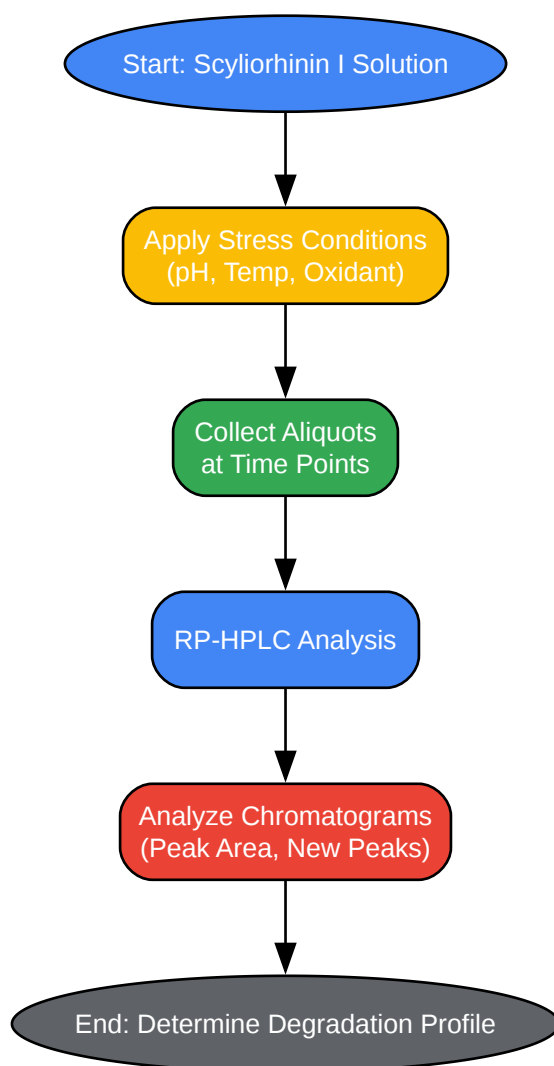 Start: Scyliorhinin I Solution
Apply Stress Conditions
(pH, Temp, Oxidant)
Collect Aliquots
at Time Points
RP-HPLC Analysis
Analyze Chromatograms
(Peak Area, New Peaks)
End: Determine Degradation Profile